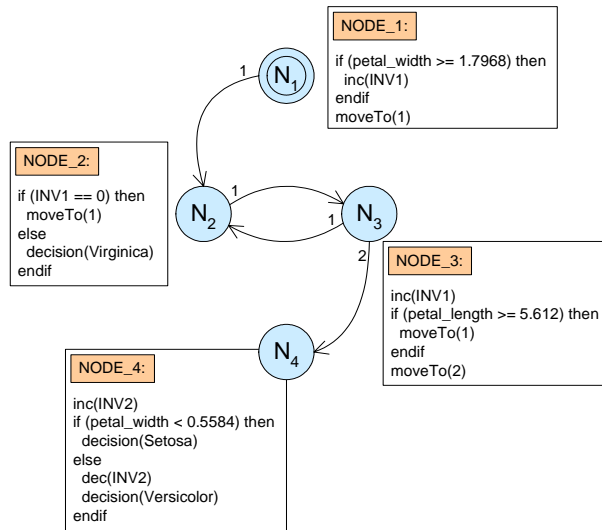 NODE_1:
if (petal_width >= 1.7968) then
inc(INV1)
endif
moveTo(1)
1
N1
NODE_2:
if (INV1 == 0) then
moveTo(1)
else
decision(Virginica)
endif
N2
1
1
N3
2
NODE_3:
inc(INV1)
if (petal_length >= 5.612) then
moveTo(1)
endif
moveTo(2)
N4
NODE_4:
inc(INV2)
if (petal_width < 0.5584) then
decision(Setosa)
else
dec(INV2)
decision(Versicolor)
endif